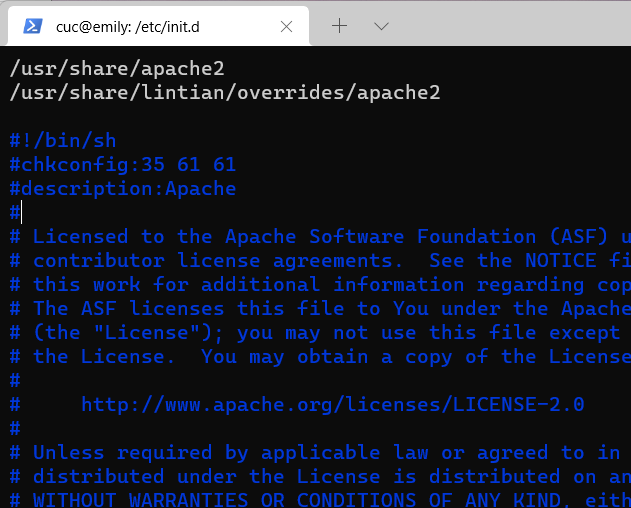 cuc@emily: /etc/init.d
/usr/share/apache2
/usr/share/lintian/overrides/apache2
#!/bin/sh
#chkconfig:35 61 61
#description:Apache
#
# Licensed to the Apache Software Foundation (ASF) u
# contributor license agreements.  See the NOTICE fi
# this work for additional information regarding cop
# The ASF licenses this file to You under the Apache
# (the "License"); you may not use this file except
# the License.  You may obtain a copy of the License
#
#     http://www.apache.org/licenses/LICENSE-2.0
#
# Unless required by applicable law or agreed to in
# distributed under the License is distributed on an
# WITHOUT WARRANTIES OR CONDITIONS OF ANY KIND, eith